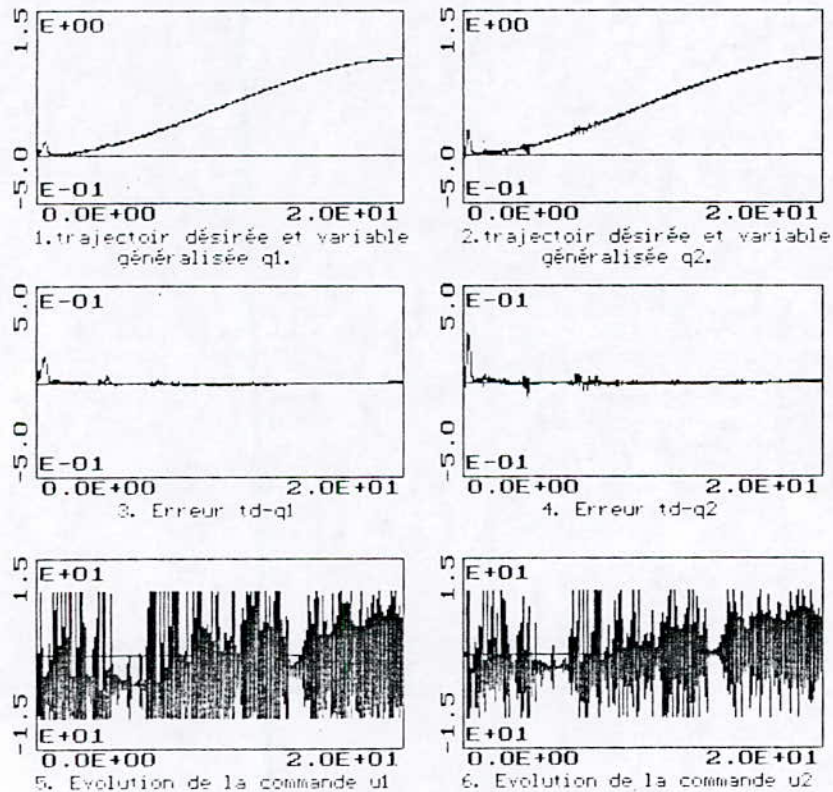 1.5
E+00
-5.0
E-01
0.0E+00 2.0E+01
1.trajectoir désirée et variable
généralisée q1.
1.5
E+00
-5.0
E-01
0.0E+00 2.0E+01
2.trajectoir désirée et variable
généralisée q2.
5.0
E-01
-5.0
E-01
0.0E+00 2.0E+01
3. Erreur td-q1
5.0
E-01
-5.0
E-01
0.0E+00 2.0E+01
4. Erreur td-q2
1.5
E+01
-1.5
E+01
0.0E+00 2.0E+01
5. Evolution de la commande u1
1.5
E+01
-1.5
E+01
0.0E+00 2.0E+01
6. Evolution de la commande u2